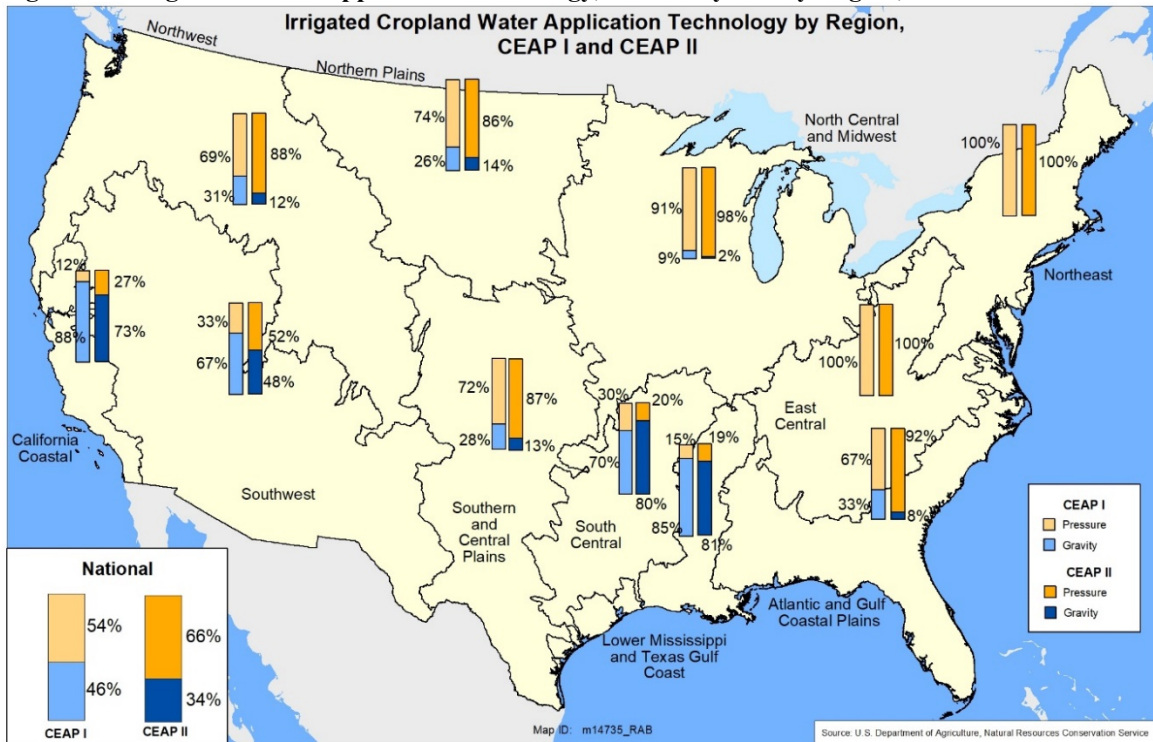 Irrigated Cropland Water Application Technology by Region,
CEAP I and CEAP II
Northwest
Northern Plains
74%
86%
26%
14%
North Central
and Midwest
100%
100%
69%
88%
31%
12%
91%
98%
9%
2%
Northeast
12%
27%
88%
73%
33%
52%
67%
48%
100%
100%
72%
87%
28%
13%
30%
20%
70%
80%
15%
19%
85%
81%
East
Central
67%
92%
33%
8%
California
Coastal
Southwest
Southern
and
Central
Plains
South
Central
Atlantic and Gulf
Coastal Plains
Lower Mississippi
and Texas Gulf
Coast
CEAP I
Pressure
Gravity
CEAP II
Pressure
Gravity
National
54%
66%
46%
34%
CEAP I
CEAP II
Map ID: m14735_RAB
Source: U.S. Department of Agriculture, Natural Resources Conservation Service